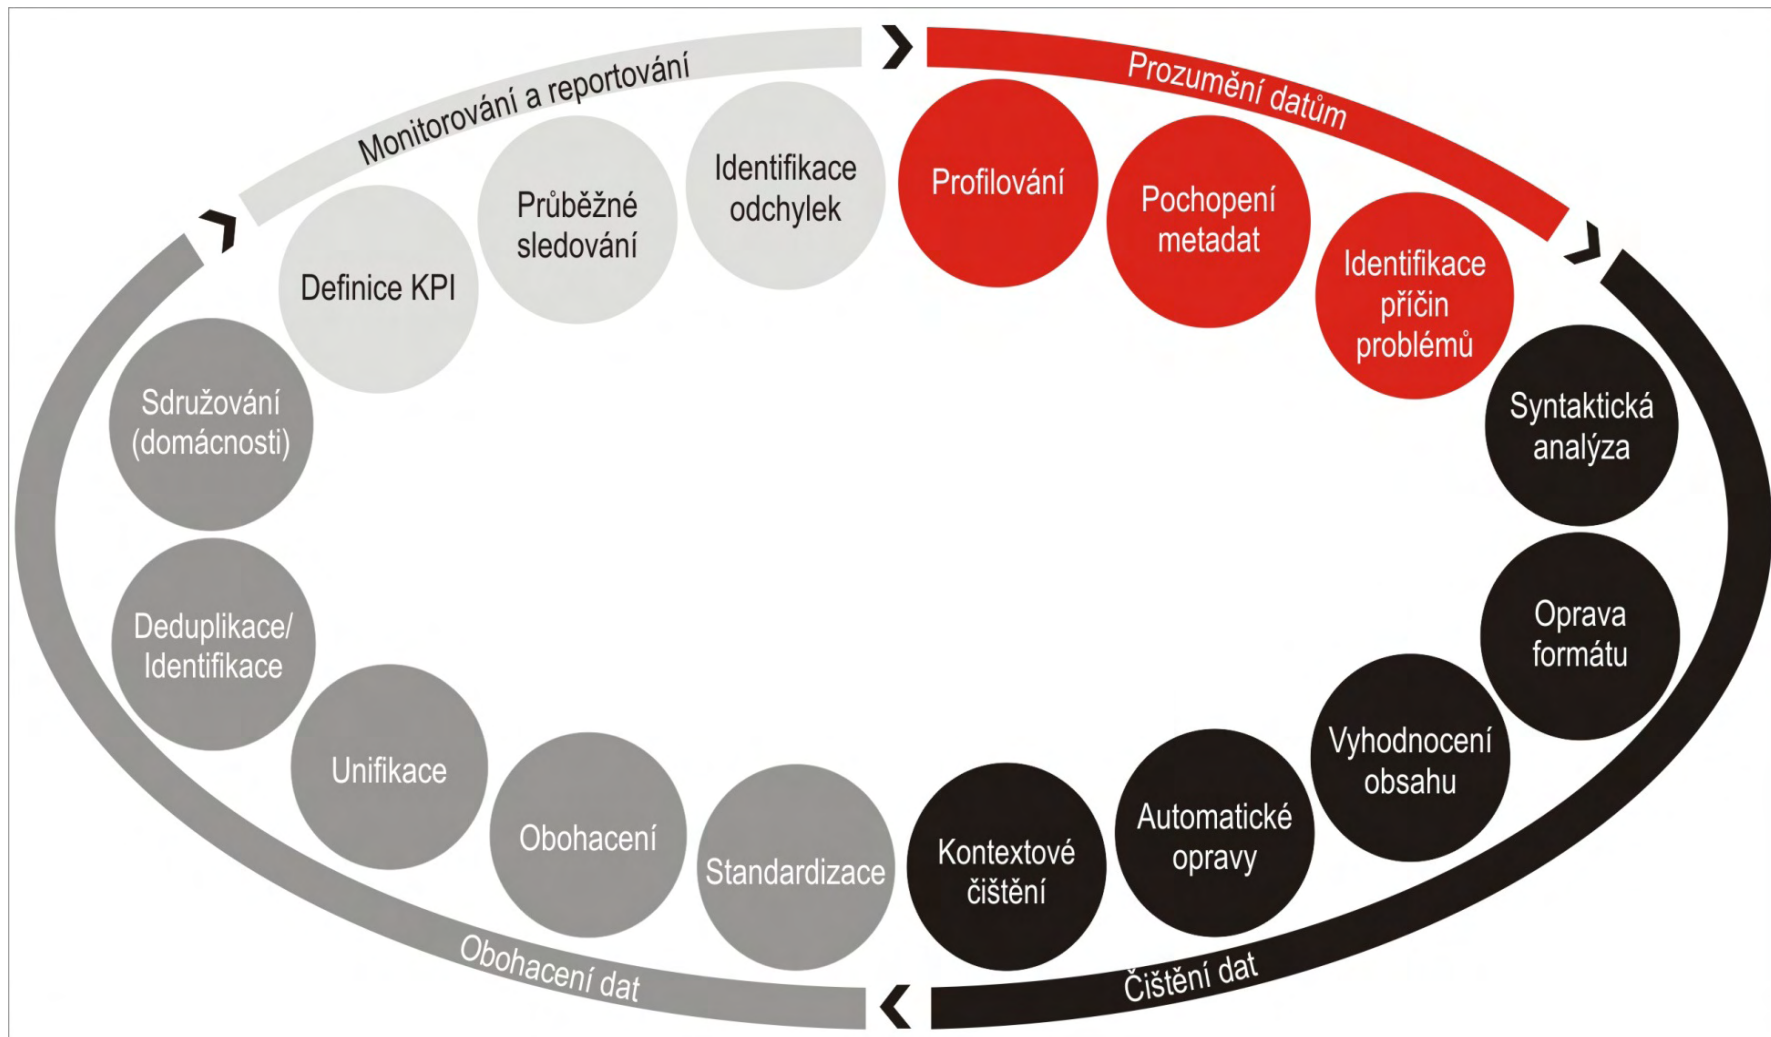 Monitorování a reportování
Prozumění datům
Identifikace
odchylek
Profilování
Průběžné
sledování
Pochopení
metadat
Definice KPI
Identifikace
příčin
problémů
Sdružování
(domácnosti)
Syntaktická
analýza
Deduplikace/
Identifikace
Oprava
formátu
Unifikace
Vyhodnocení
obsahu
Obohacení
Automatické
opravy
Standardizace
Kontextové
čištění
Obohacení dat
Čištění dat